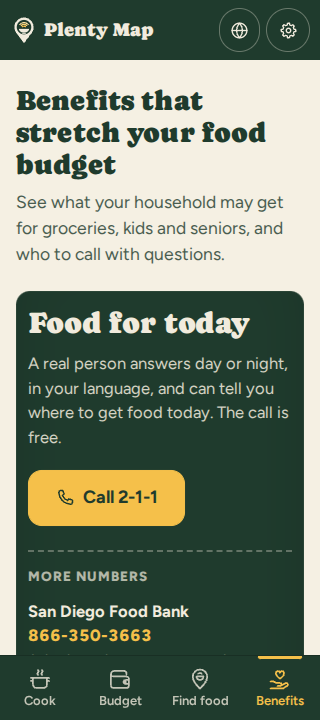 Plenty Map
Benefits that
stretch your food
budget
See what your household may get
for groceries, kids and seniors, and
who to call with questions.
Food for today
A real person answers day or night,
in your language, and can tell you
where to get food today. The call is
free.
Call 2-1-1
MORE NUMBERS
San Diego Food Bank
866-350-3663
Cook
Budget
Find food
Benefits